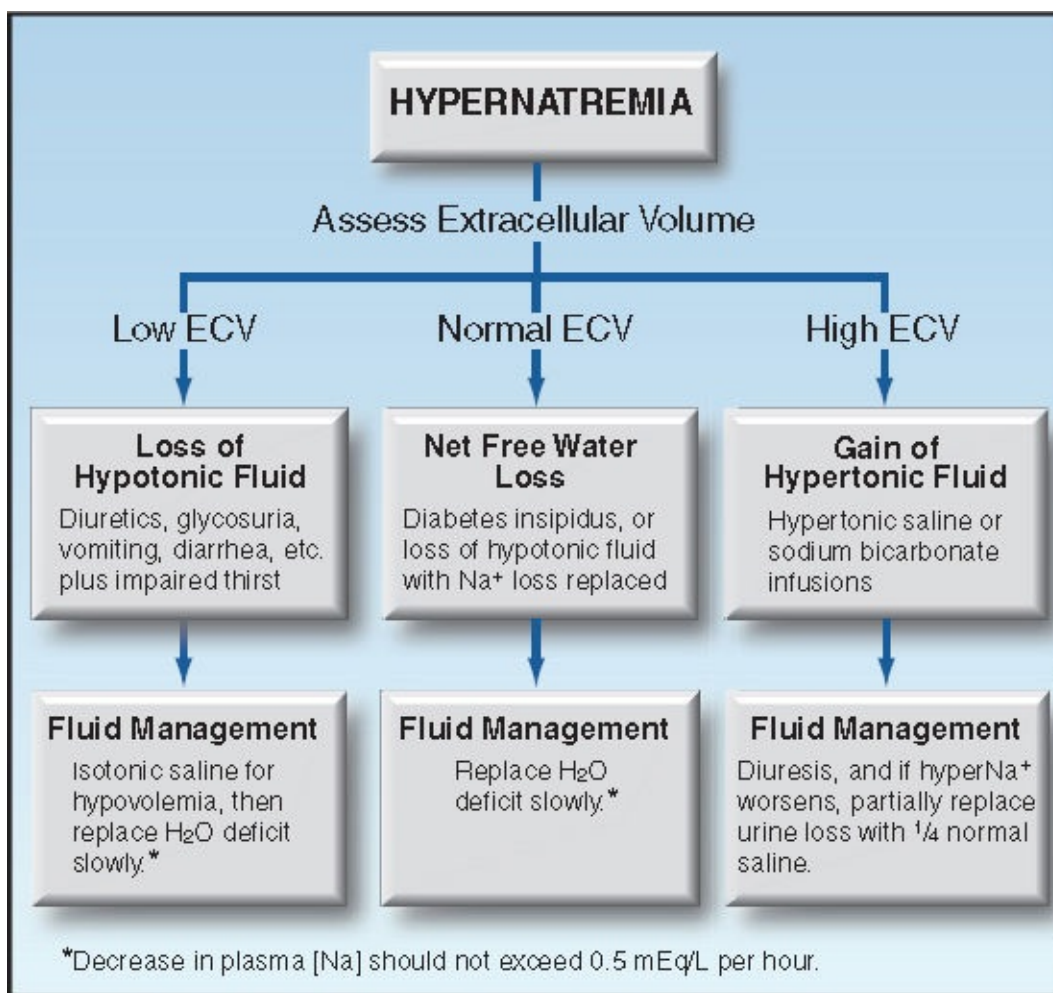 HYPERNATREMIA
Assess Extracellular Volume
Low ECV
Normal ECV
High ECV
Loss of
Hypotonic Fluid
Diuretics, glycosuria,
vomiting, diarrhea, etc.
plus impaired thirst
Net Free Water
Loss
Diabetes insipidus, or
loss of hypotonic fluid
with Na⁺ loss replaced
Gain of
Hypertonic Fluid
Hypertonic saline or
sodium bicarbonate
infusions
Fluid Management
Isotonic saline for
hypovolemia, then
replace H₂O deficit
slowly.*
Fluid Management
Replace H₂O
deficit slowly.*
Fluid Management
Diuresis, and if hyperNa⁺
worsens, partially replace
urine loss with ¹/4 normal
saline.
*Decrease in plasma [Na] should not exceed 0.5 mEq/L per hour.